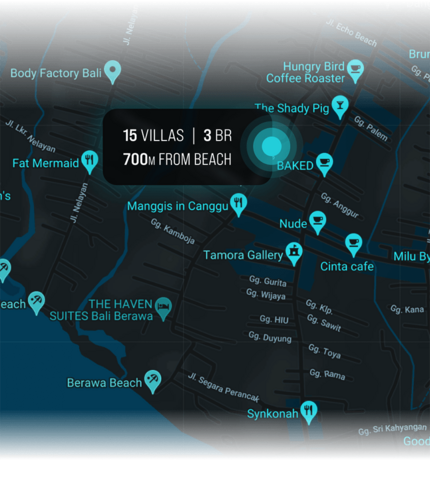 Jl. Nelayan
Jl. Echo Beach
Brun
Hungry Bird
Coffee Roaster
Body Factory Bali
Gg. P
The Shady Pig
Jl. Lkr. Nelayan
Gg. Palem
15 VILLAS | 3 BR
700M FROM BEACH
Fat Mermaid
BAKED
n's
Jl. Nelayan
Manggis in Canggu
Gg. Anggur
Nude
Gg. Kamboja
Tamora Gallery
Cinta cafe
Milu By
Gg. Gurita
Gg. Wijaya
each
THE HAVEN
SUITES Bali Berawa
Gg. Klp.
Gg. Kana
Gg. HIU
Gg. Sawit
Gg. Duyung
Gg. Toya
Gg. Rama
Berawa Beach
Jl. Segara Perancak
Synkonah
Gg. Sri Kahyangan
Good